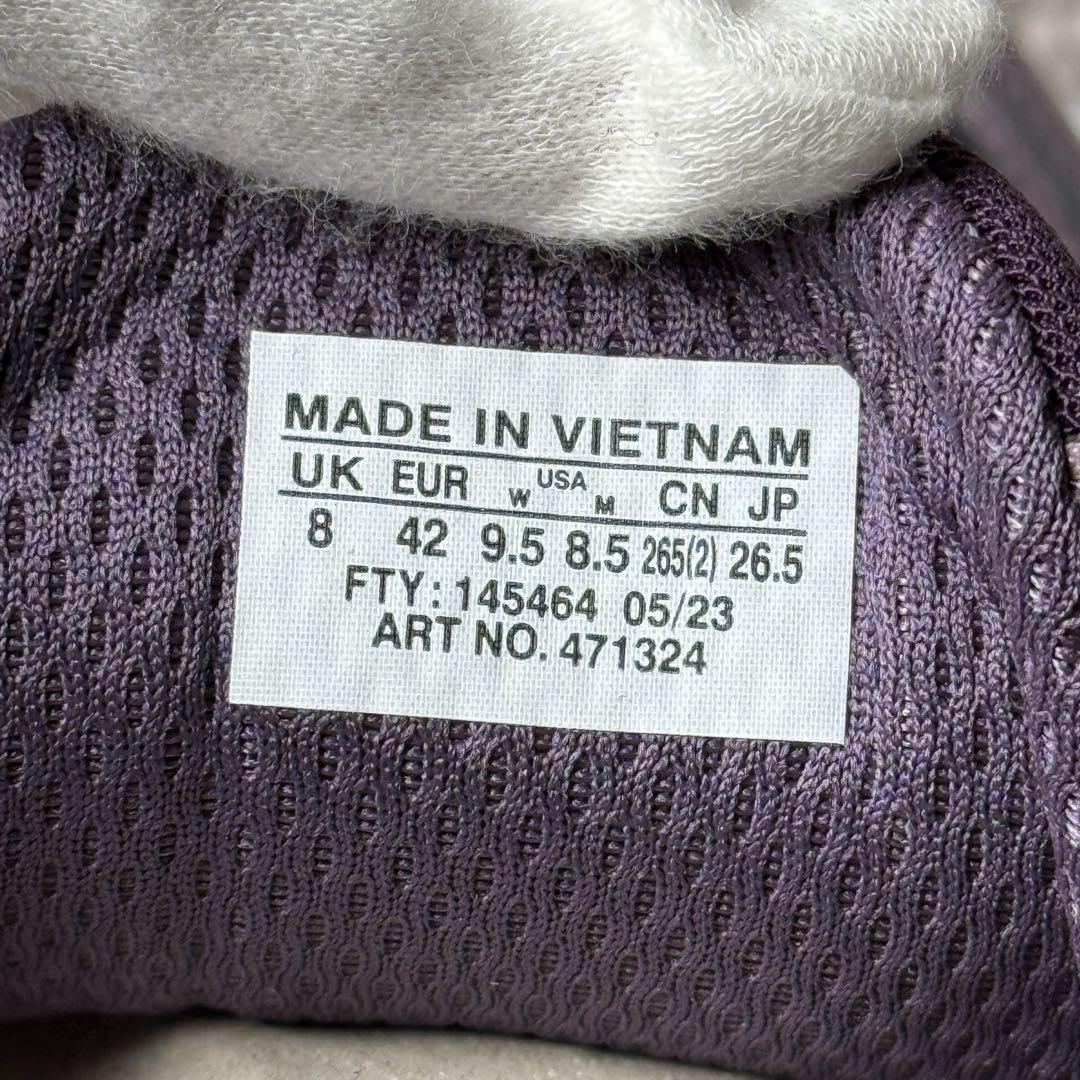 MADE IN VIETNAM
UK EUR W USA M CN JP
8 42 9.5 8.5 265(2) 26.5
FTY: 145464 05/23
ART NO. 471324